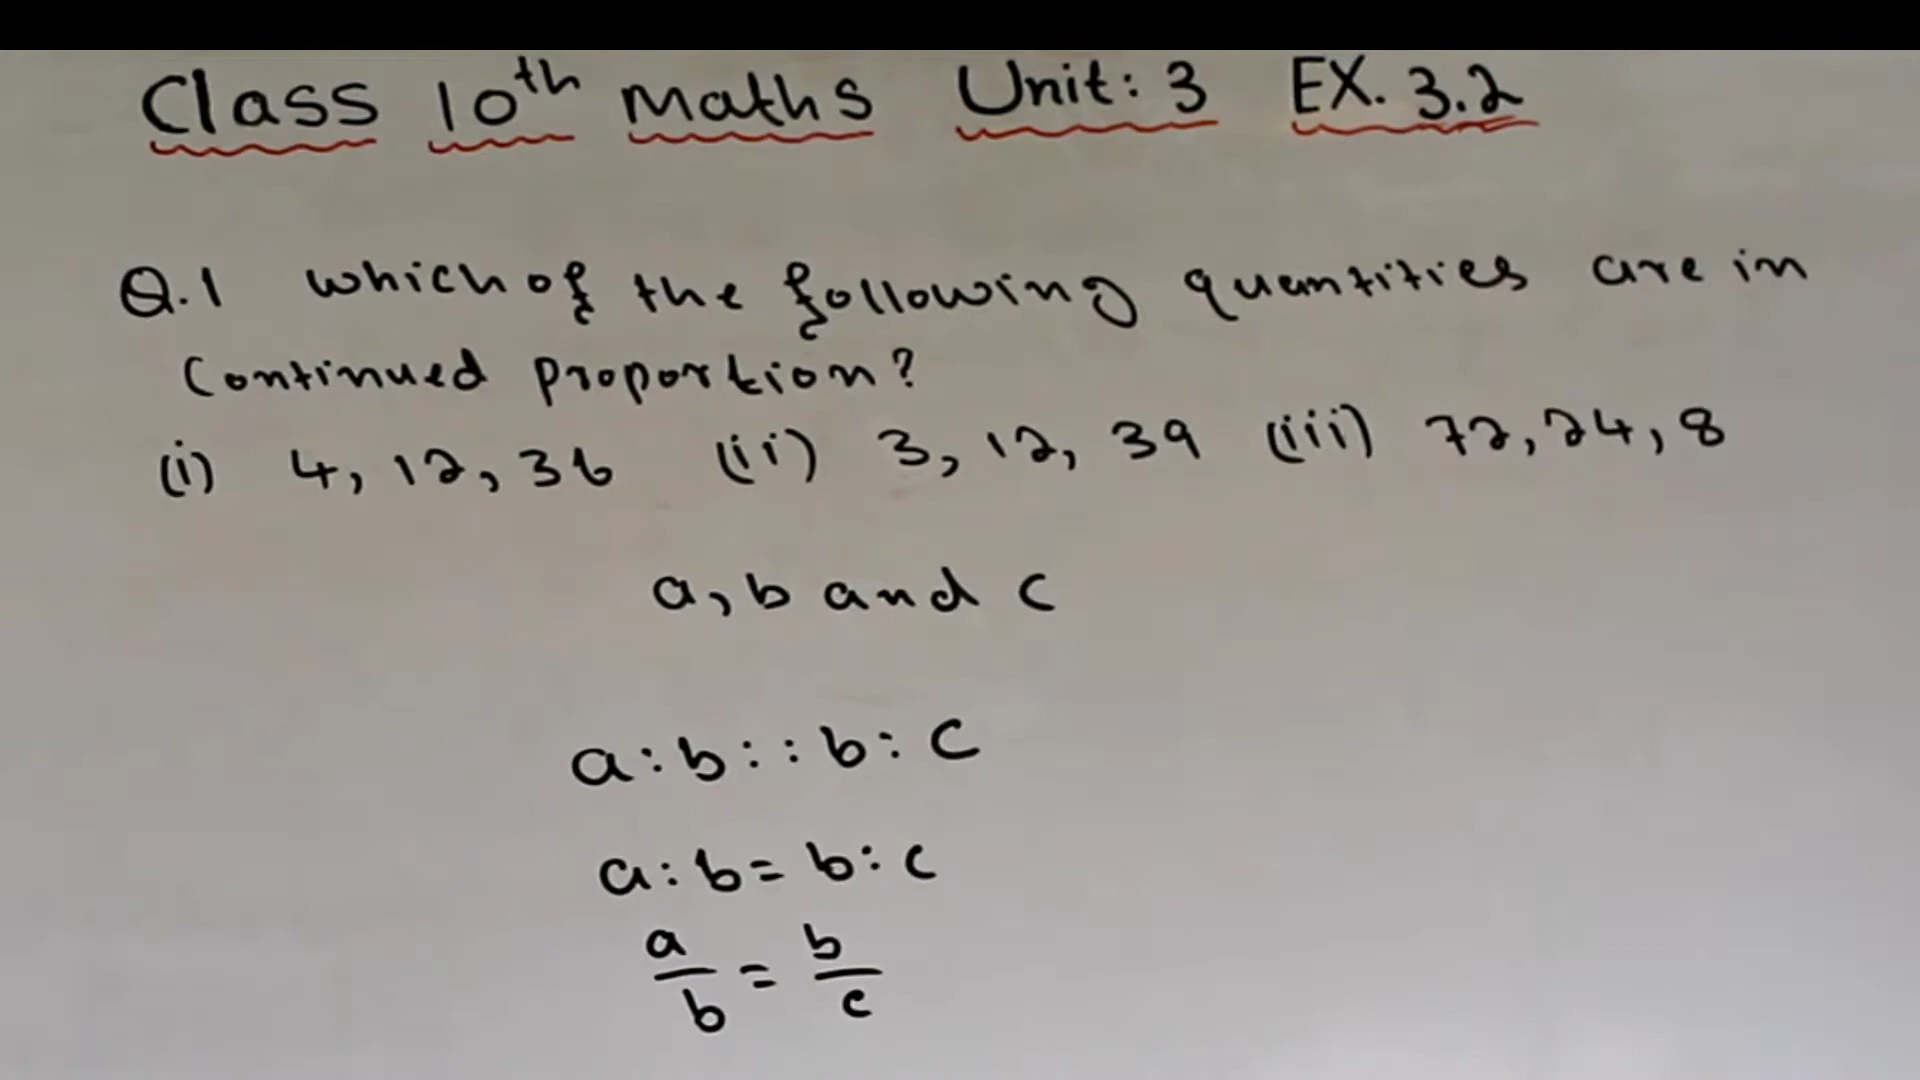 Class 10th Maths Unit: 3 EX. 3.2
Q.1 which of the following quantities are in
Continued proportion?
(i) 4, 12, 36 (ii) 3, 12, 39 (iii) 72, 24, 8
a, b and c
a : b : : b : c
a : b = b : c
a/b = b/c